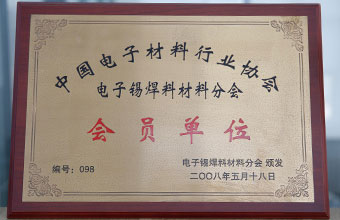 中国电子材料行业协会
电子锡焊料材料分会
会员单位
编号：098
电子锡焊料材料分会 颁发
二〇〇八年五月十八日